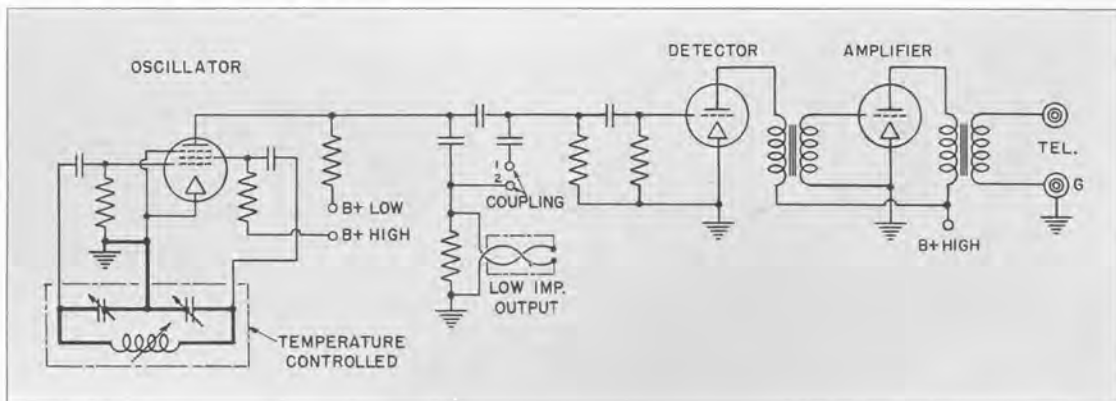 OSCILLATOR
DETECTOR
AMPLIFIER
1
2
COUPLING
TEL.
G
B+ LOW
B+ HIGH
B+HIGH
LOW IMP.
OUTPUT
TEMPERATURE
CONTROLLED